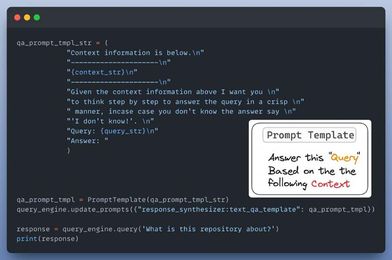 qa_prompt_tmpl_str = (
"Context information is below.\n"
"---------------------\n"
"{context_str}\n"
"---------------------\n"
"Given the context information above I want you \n"
"to think step by step to answer the query in a crisp \n"
" manner, incase case you don't know the answer say \n"
"'I don't know!'. \n"
"Query: {query_str}\n"
"Answer: "
)
Prompt Template
Answer this "Query"
Based on the the
following Context
qa_prompt_tmpl = PromptTemplate(qa_prompt_tmpl_str)
query_engine.update_prompts({"response_synthesizer:text_qa_template": qa_prompt_tmpl})
response = query_engine.query('What is this repository about?')
print(response)